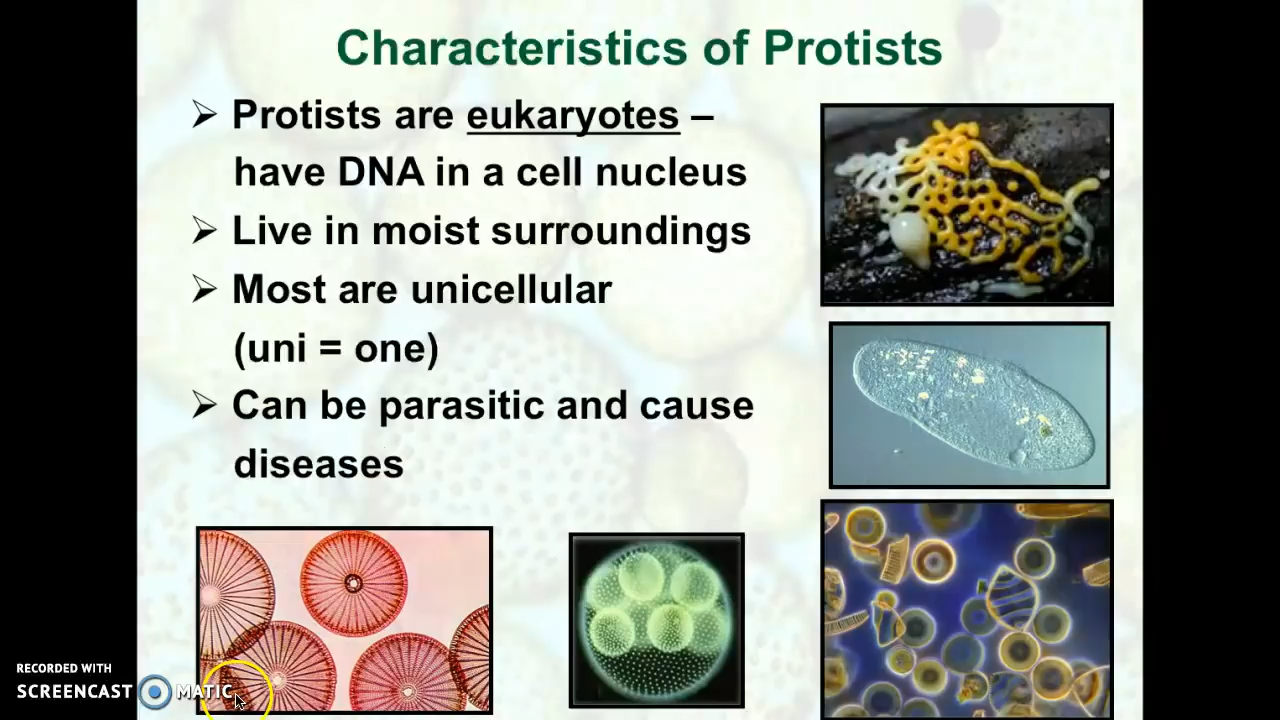 Characteristics of Protists
➢ Protists are eukaryotes –
have DNA in a cell nucleus
➢ Live in moist surroundings
➢ Most are unicellular
(uni = one)
➢ Can be parasitic and cause
diseases
RECORDED WITH
SCREENCAST MATIC